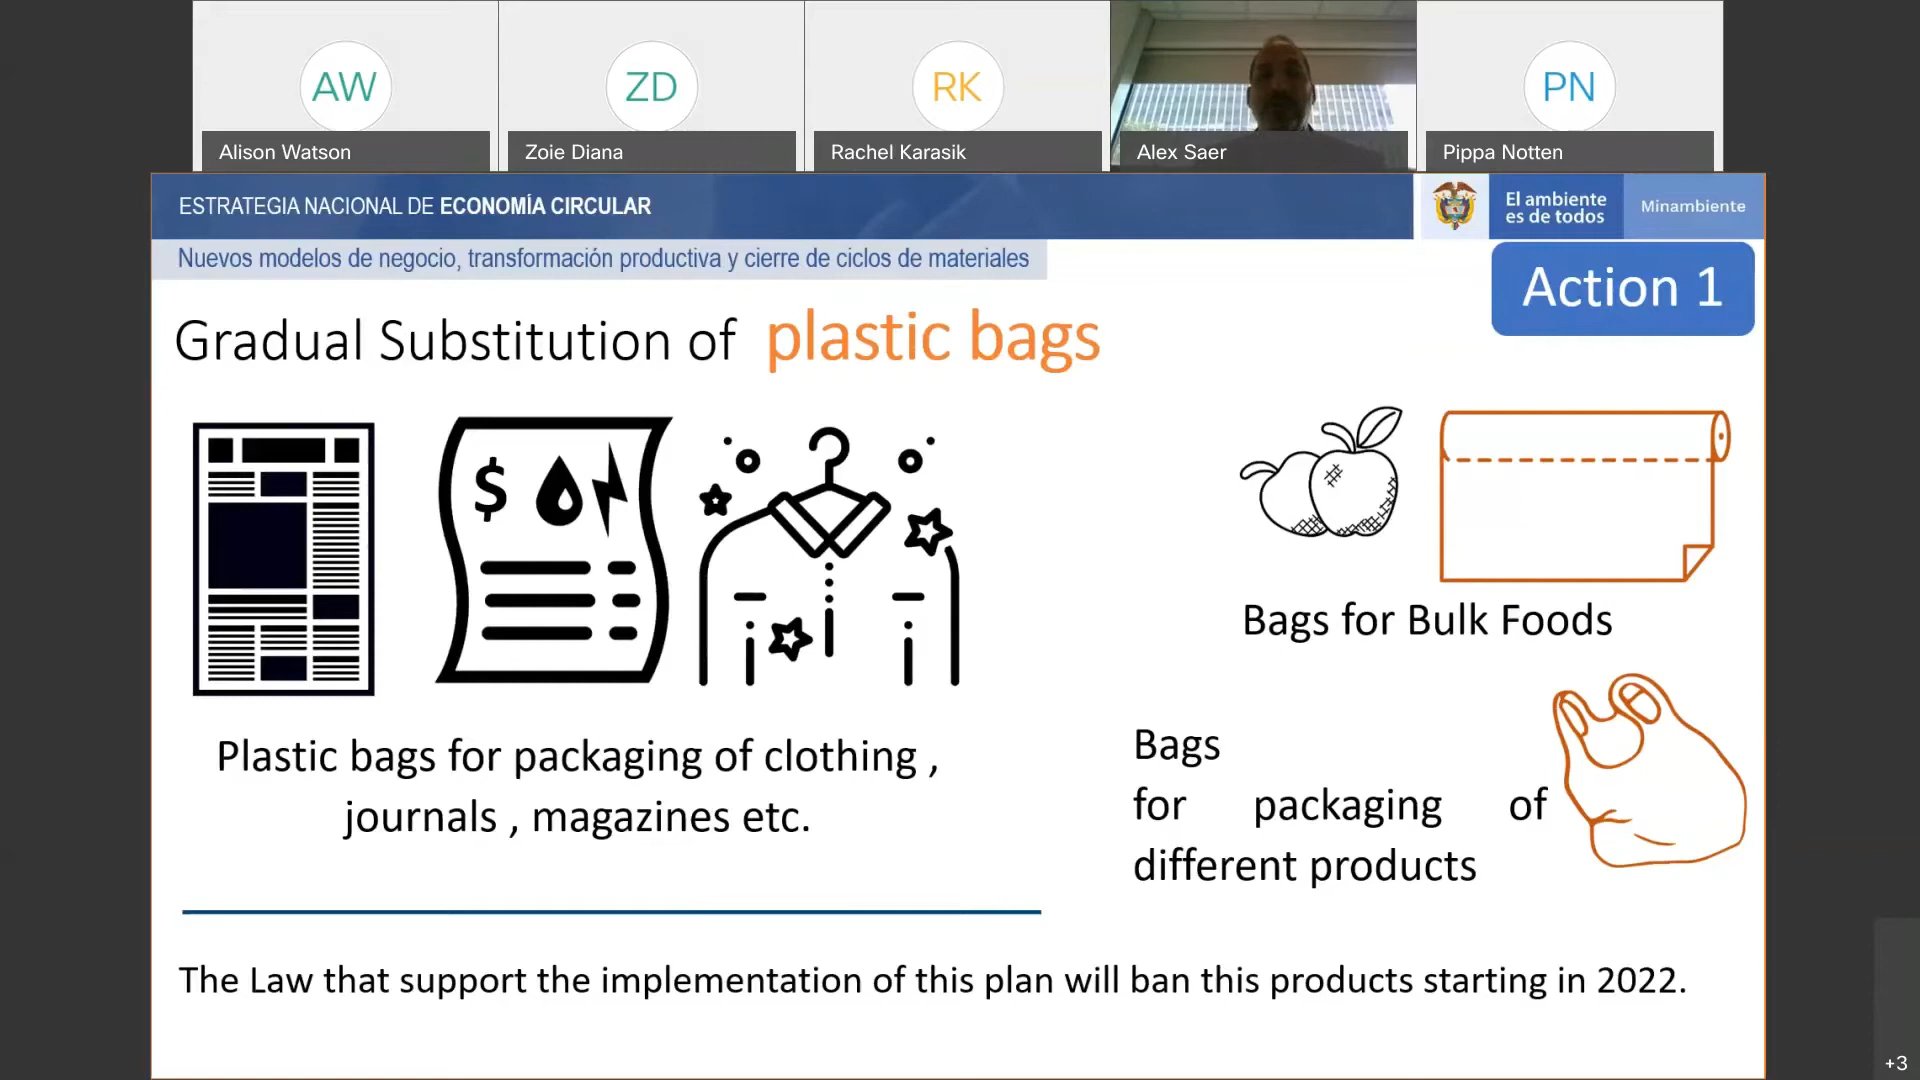 AW
ZD
RK
PN
Alison Watson
Zoie Diana
Rachel Karasik
Alex Saer
Pippa Notten
ESTRATEGIA NACIONAL DE ECONOMÍA CIRCULAR
El ambiente
es de todos
Minambiente
Nuevos modelos de negocio, transformación productiva y cierre de ciclos de materiales
Action 1
Gradual Substitution of plastic bags
$
Bags for Bulk Foods
Plastic bags for packaging of clothing ,
journals , magazines etc.
Bags
for packaging of
different products
The Law that support the implementation of this plan will ban this products starting in 2022.
+3